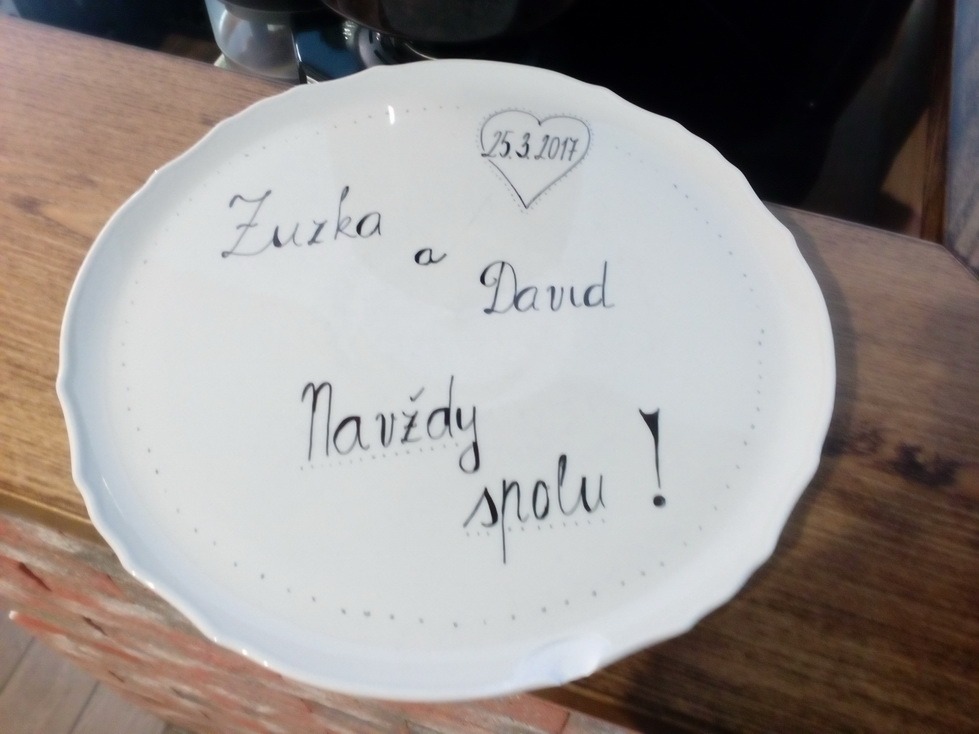 25.3.2017
Zuzka
a
David
Navždy
spolu !